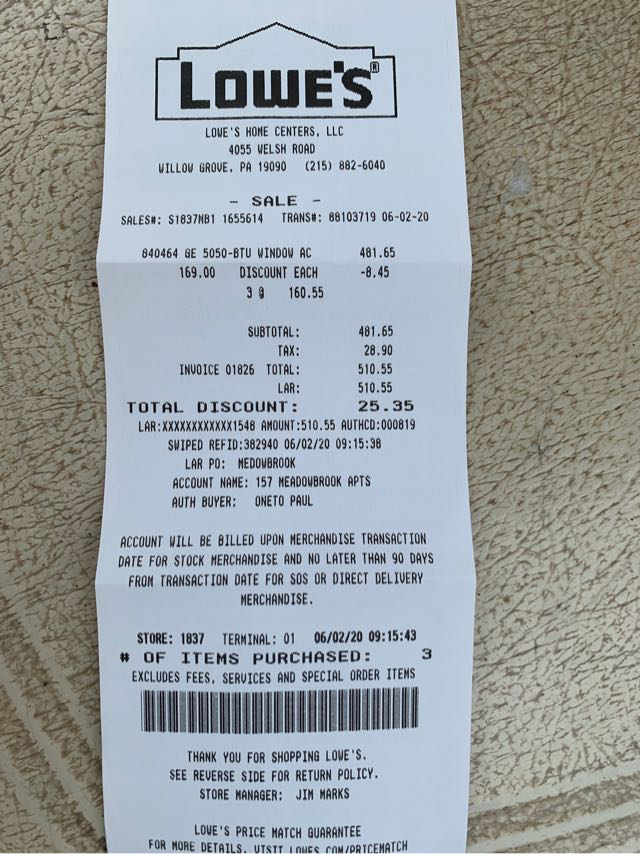 LOWE'S®
LOWE'S HOME CENTERS, LLC
4055 WELSH ROAD
WILLOW GROVE, PA 19090 (215) 882-6040
- SALE -
SALES#: S1837NB1 1655614 TRANS#: 88103719 06-02-20
840464 GE 5050-BTU WINDOW AC 481.65
169.00 DISCOUNT EACH -8.45
3 @ 160.55
SUBTOTAL: 481.65
TAX: 28.90
INVOICE 01826 TOTAL: 510.55
LAR: 510.55
TOTAL DISCOUNT: 25.35
LAR:XXXXXXXXXXXX1548 AMOUNT:510.55 AUTHCD:000819
SWIPED REFID:382940 06/02/20 09:15:38
LAR PO: MEDOWBROOK
ACCOUNT NAME: 157 MEADOWBROOK APTS
AUTH BUYER: ONETO PAUL
ACCOUNT WILL BE BILLED UPON MERCHANDISE TRANSACTION
DATE FOR STOCK MERCHANDISE AND NO LATER THAN 90 DAYS
FROM TRANSACTION DATE FOR SOS OR DIRECT DELIVERY
MERCHANDISE.
STORE: 1837 TERMINAL: 01 06/02/20 09:15:43
# OF ITEMS PURCHASED: 3
EXCLUDES FEES, SERVICES AND SPECIAL ORDER ITEMS
THANK YOU FOR SHOPPING LOWE'S.
SEE REVERSE SIDE FOR RETURN POLICY.
STORE MANAGER: JIM MARKS
LOWE'S PRICE MATCH GUARANTEE
FOR MORE DETAILS, VISIT LOWES.COM/PRICEMATCH